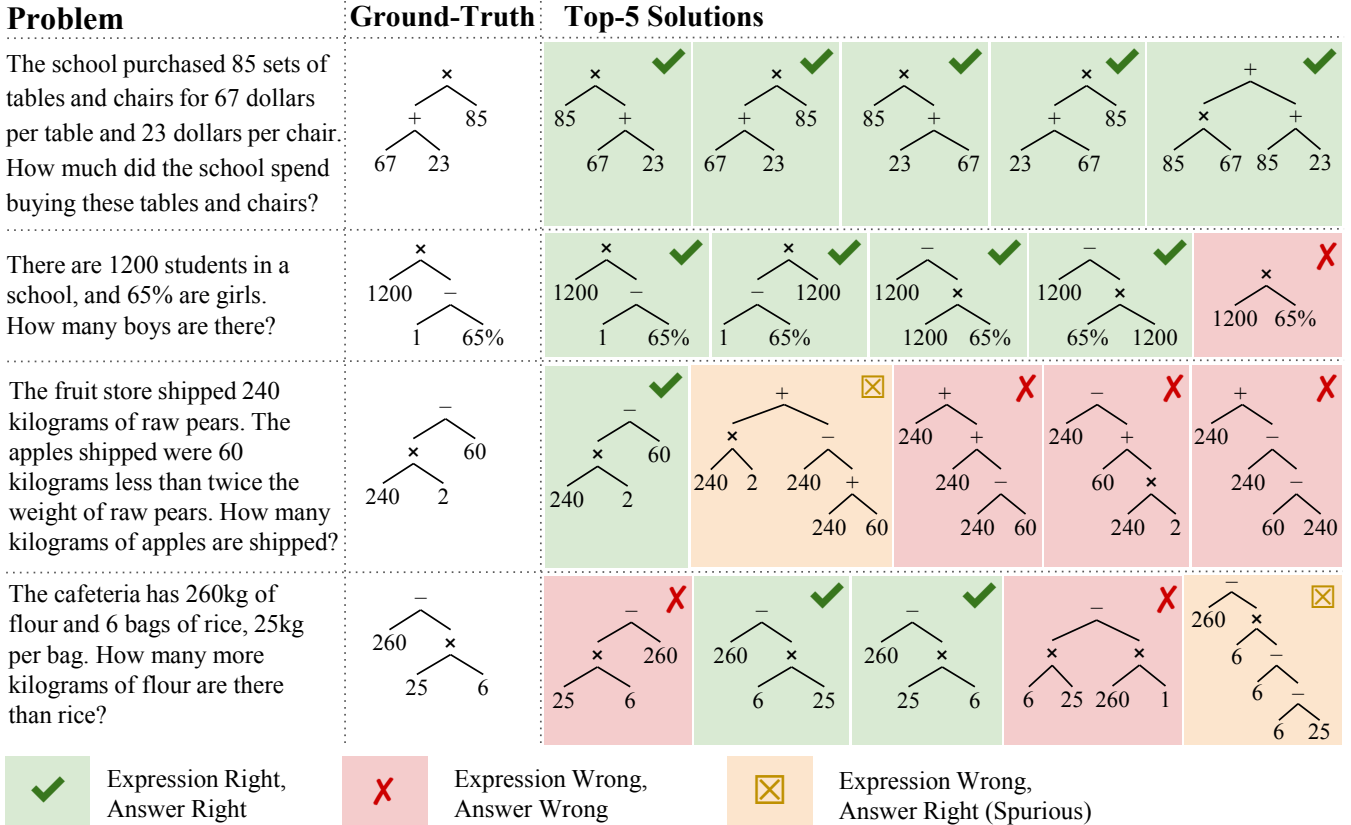 Problem Ground-Truth Top-5 Solutions
The school purchased 85 sets of
tables and chairs for 67 dollars
per table and 23 dollars per chair.
How much did the school spend
buying these tables and chairs?
× × × × × +
+ 85 85 + + 85 85 + + 85 × +
67 23 67 23 67 23 23 67 23 67 85 67 85 23
There are 1200 students in a
school, and 65% are girls.
How many boys are there?
× × × − − ×
1200 − 1200 − − 1200 1200 × 1200 × 1200 65%
1 65% 1 65% 1 65% 1200 65% 65% 1200
The fruit store shipped 240
kilograms of raw pears. The
apples shipped were 60
kilograms less than twice the
weight of raw pears. How many
kilograms of apples are shipped?
− − + + − +
× 60 × 60 × − 240 + 240 + 240 −
240 2 240 2 240 2 240 + 240 − 60 × 240 −
240 60 240 60 240 2 60 240
The cafeteria has 260kg of
flour and 6 bags of rice, 25kg
per bag. How many more
kilograms of flour are there
than rice?
− − − − − −
260 × × 260 260 × 260 × × × 260 ×
25 6 25 6 6 25 25 6 6 25 260 1 6 −
6 −
6 25
Expression Right,
Answer Right
Expression Wrong,
Answer Wrong
Expression Wrong,
Answer Right (Spurious)